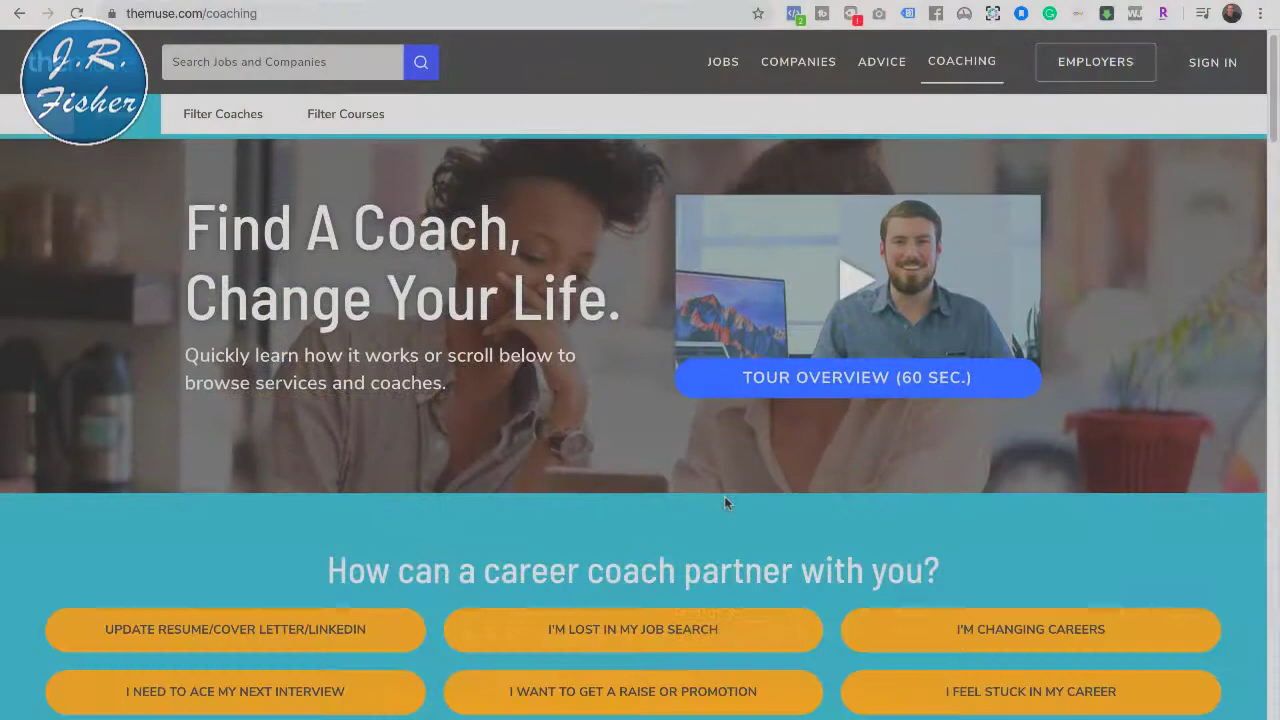 themuse.com/coaching
2
!
WJ
R
J.R.
Fisher
Search Jobs and Companies
JOBS
COMPANIES
ADVICE
COACHING
EMPLOYERS
SIGN IN
Filter Coaches
Filter Courses
Find A Coach,
Change Your Life.
Quickly learn how it works or scroll below to
browse services and coaches.
TOUR OVERVIEW (60 SEC.)
How can a career coach partner with you?
UPDATE RESUME/COVER LETTER/LINKEDIN
I'M LOST IN MY JOB SEARCH
I'M CHANGING CAREERS
I NEED TO ACE MY NEXT INTERVIEW
I WANT TO GET A RAISE OR PROMOTION
I FEEL STUCK IN MY CAREER